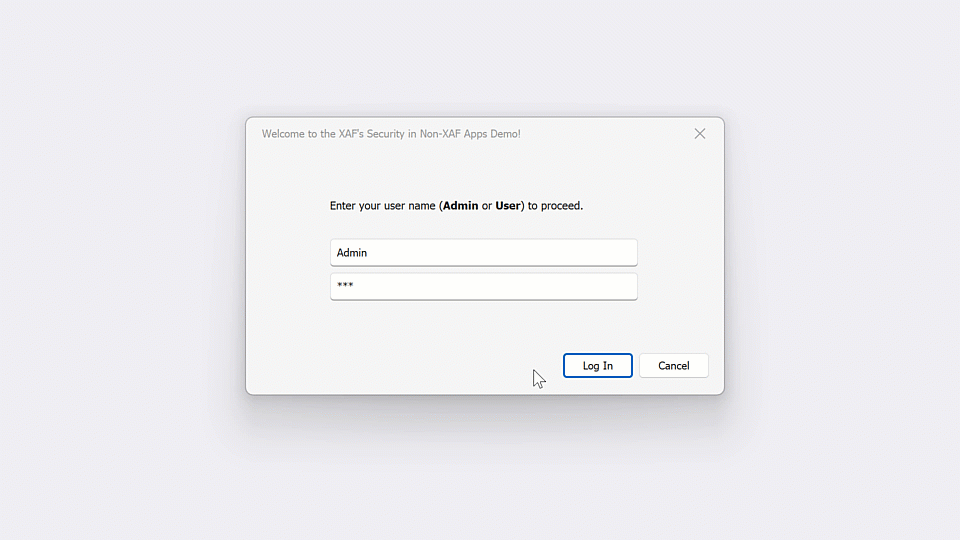 Welcome to the XAF's Security in Non-XAF Apps Demo!
Enter your user name (Admin or User) to proceed.
Admin
***
Log In Cancel